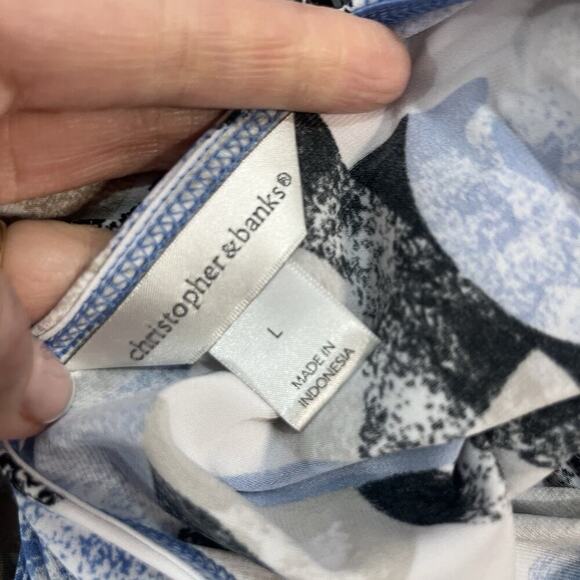 christopher & banks®
L
MADE IN
INDONESIA